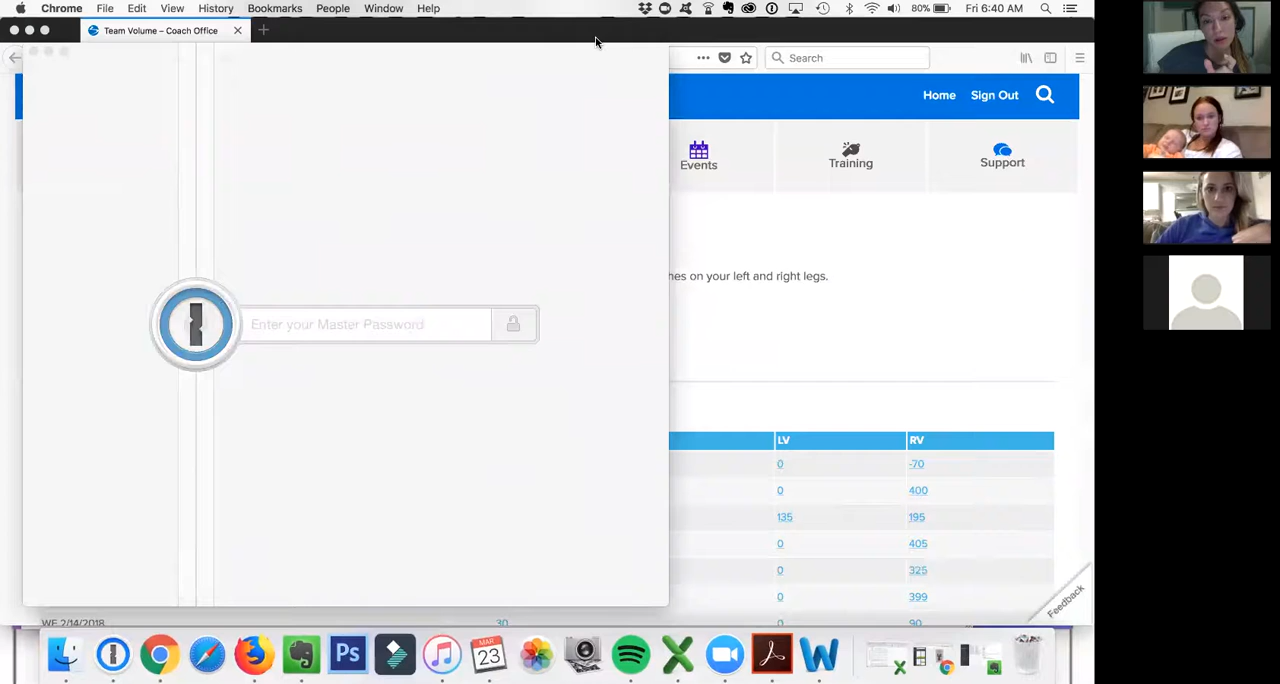 Chrome File Edit View History Bookmarks People Window Help 80% Fri 6:40 AM
Team Volume – Coach Office
Search
Home Sign Out
Events Training Support
hes on your left and right legs.
Enter your Master Password
LV RV
0 -70
0 400
135 195
0 405
0 325
0 399
WE 2/14/2018 30 90
Feedback
MAR
23
Ps